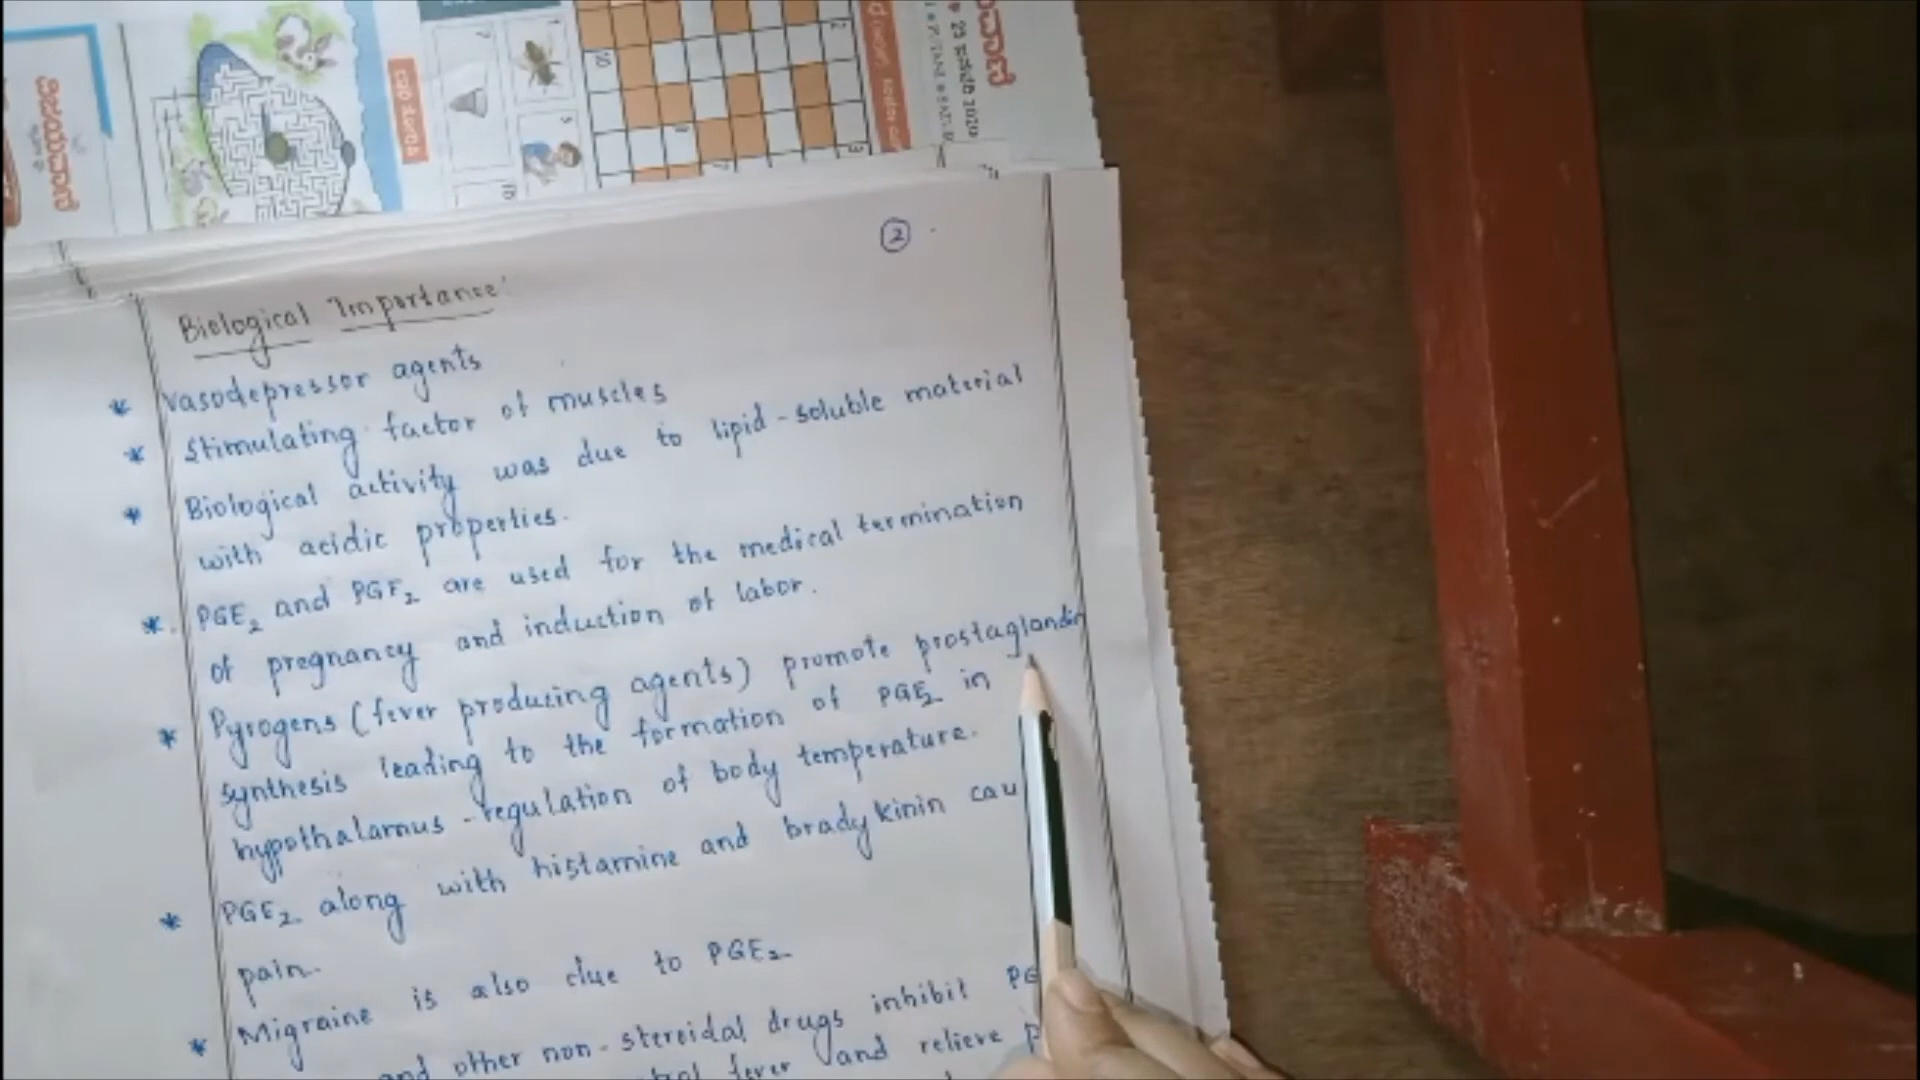 2
Biological Importance:
* Vasodepressor agents
* Stimulating factor of muscles
* Biological activity was due to lipid-soluble material
with acidic properties.
*. PGE2 and PGF2 are used for the medical termination
of pregnancy and induction of labor.
* Pyrogens (fever producing agents) promote prostaglandin
synthesis leading to the formation of PGE2 in
hypothalamus - regulation of body temperature.
* PGE2 along with histamine and bradykinin cau
pain.
* Migraine is also due to PGE2
and other non-steroidal drugs inhibit PG
fever and relieve P